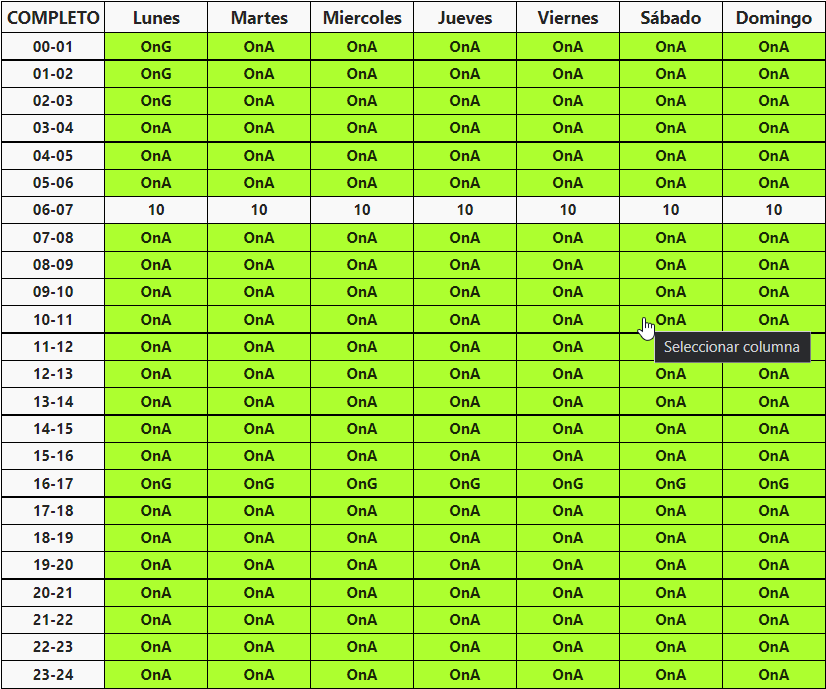 COMPLETO Lunes Martes Miercoles Jueves Viernes Sábado Domingo
00-01 OnG OnA OnA OnA OnA OnA OnA
01-02 OnG OnA OnA OnA OnA OnA OnA
02-03 OnG OnA OnA OnA OnA OnA OnA
03-04 OnA OnA OnA OnA OnA OnA OnA
04-05 OnA OnA OnA OnA OnA OnA OnA
05-06 OnA OnA OnA OnA OnA OnA OnA
06-07 10 10 10 10 10 10 10
07-08 OnA OnA OnA OnA OnA OnA OnA
08-09 OnA OnA OnA OnA OnA OnA OnA
09-10 OnA OnA OnA OnA OnA OnA OnA
10-11 OnA OnA OnA OnA OnA OnA OnA
11-12 OnA OnA OnA OnA OnA Seleccionar columna
12-13 OnA OnA OnA OnA OnA OnA OnA
13-14 OnA OnA OnA OnA OnA OnA OnA
14-15 OnA OnA OnA OnA OnA OnA OnA
15-16 OnA OnA OnA OnA OnA OnA OnA
16-17 OnG OnG OnG OnG OnG OnG OnG
17-18 OnA OnA OnA OnA OnA OnA OnA
18-19 OnA OnA OnA OnA OnA OnA OnA
19-20 OnA OnA OnA OnA OnA OnA OnA
20-21 OnA OnA OnA OnA OnA OnA OnA
21-22 OnA OnA OnA OnA OnA OnA OnA
22-23 OnA OnA OnA OnA OnA OnA OnA
23-24 OnA OnA OnA OnA OnA OnA OnA